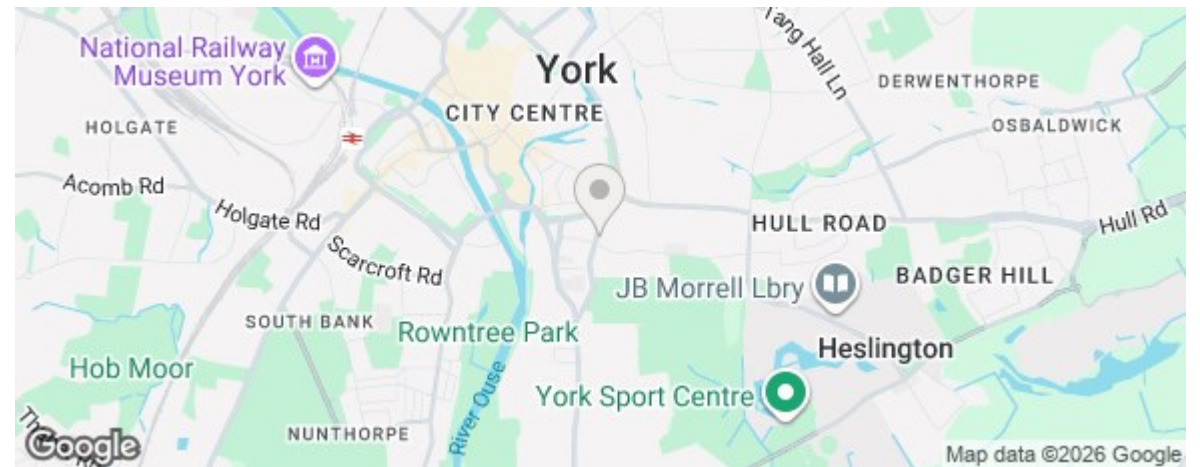 National Railway
Museum York
York
Tang Hall Ln
DERWENTHORPE
CITY CENTRE
OSBALDWICK
HOLGATE
Acomb Rd
Holgate Rd
Scarcroft Rd
HULL ROAD
Hull Rd
JB Morrell Lbry
BADGER HILL
SOUTH BANK
Rowntree Park
Heslington
Hob Moor
River Ouse
York Sport Centre
NUNTHORPE
Google
Map data ©2026 Google